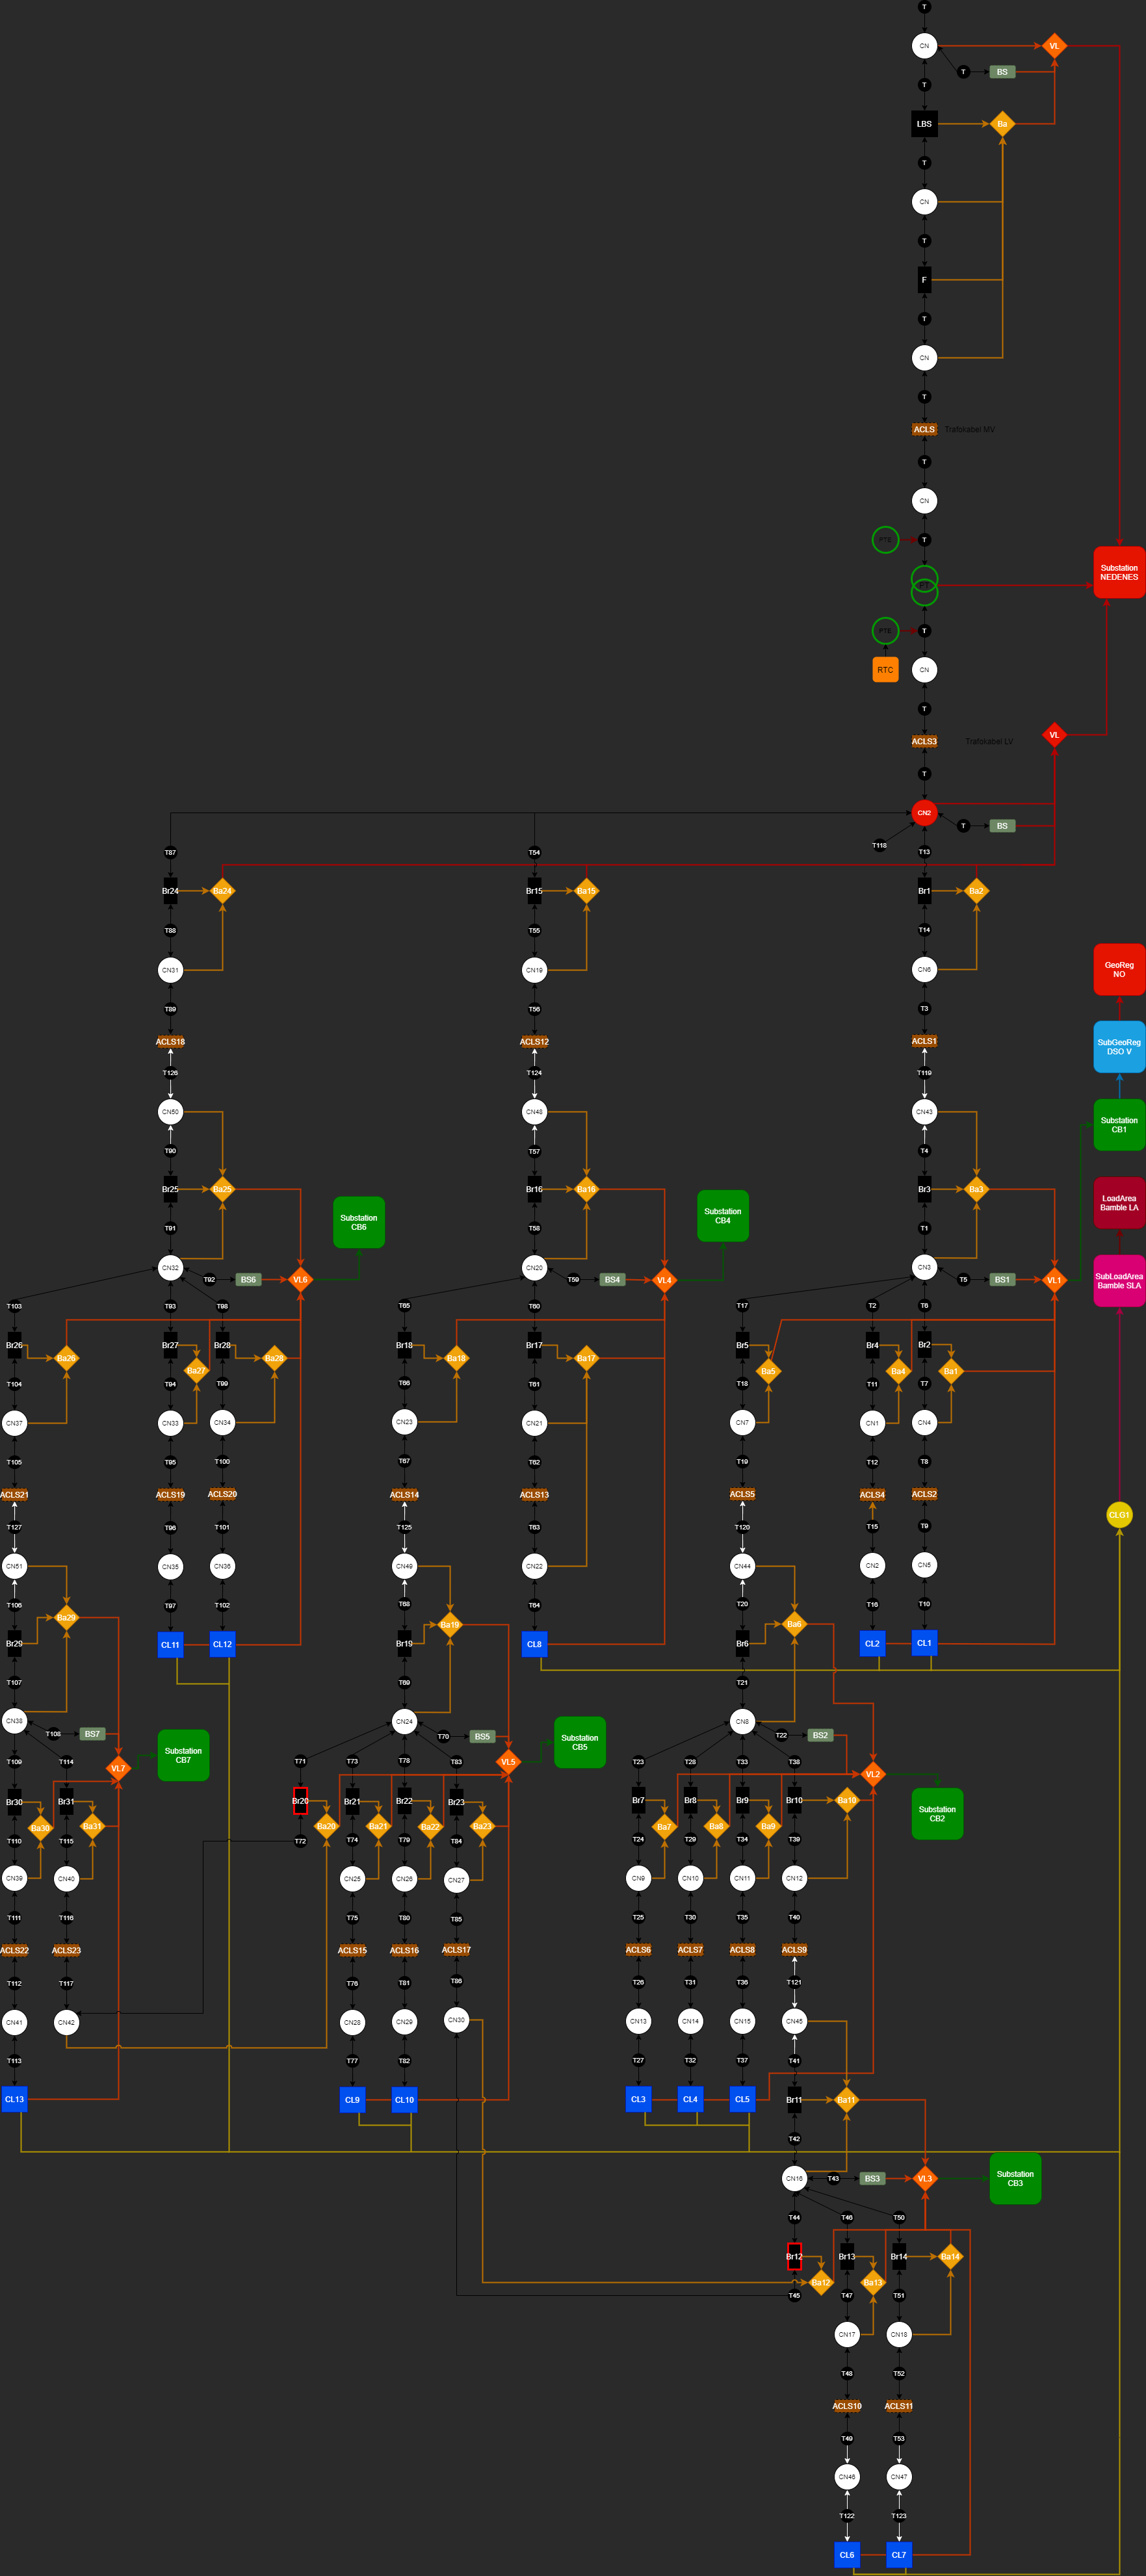 T
CN
VL
T
BS
T
LBS
Ba
T
CN
T
F
T
CN
T
ACLS
Trafokabel MV
T
CN
PTE
T
Substation
NEDENES
PTE
T
RTC
CN
T
ACLS3
Trafokabel LV
VL
T
CN2
T
BS
T118
T87
T54
T13
Br24
Ba24
Br15
Ba15
Br1
Ba2
T88
T55
T14
CN31
CN19
CN6
GeoReg
NO
T89
T56
T3
ACLS18
ACLS12
ACLS1
SubGeoReg
DSO V
T126
T124
T119
CN50
CN48
CN43
Substation
CB1
T90
T57
T4
Br25
Ba25
Br16
Ba16
Br3
Ba3
LoadArea
Bamble LA
Substation
CB6
Substation
CB4
T91
T58
T1
CN32
CN20
CN3
T92
BS6
VL6
T59
BS4
VL4
T5
BS1
VL1
SubLoadArea
Bamble SLA
T103
T93
T98
T65
T60
T17
T2
T6
Br26
Br27
Br28
Br18
Br17
Br5
Br4
Br2
Ba26
Ba27
Ba28
Ba18
Ba17
Ba5
Ba4
Ba1
T104
T94
T99
T66
T61
T18
T11
T7
CN37
CN33
CN34
CN23
CN21
CN7
CN1
CN4
T105
T95
T100
T67
T62
T19
T12
T8
ACLS21
ACLS19
ACLS20
ACLS14
ACLS13
ACLS5
ACLS4
ACLS2
CLG1
T127
T96
T101
T125
T63
T120
T15
T9
CN51
CN35
CN36
CN49
CN22
CN44
CN2
CN5
T106
T97
T102
T68
T64
T20
T16
T10
Ba29
Ba19
Ba6
Br29
CL11
CL12
Br19
CL8
Br6
CL2
CL1
T107
T69
T21
CN38
CN24
CN8
T108
BS7
T70
BS5
T22
BS2
Substation
CB7
Substation
CB5
T109
T114
VL7
T71
T73
T78
T83
VL5
T23
T28
T33
T38
VL2
Br30
Br31
Br20
Br21
Br22
Br23
Br7
Br8
Br9
Br10
Ba10
Substation
CB2
Ba30
Ba31
Ba20
Ba21
Ba22
Ba23
Ba7
Ba8
Ba9
T110
T115
T72
T74
T79
T84
T24
T29
T34
T39
CN39
CN40
CN25
CN26
CN27
CN9
CN10
CN11
CN12
T111
T116
T75
T80
T85
T25
T30
T35
T40
ACLS22
ACLS23
ACLS15
ACLS16
ACLS17
ACLS6
ACLS7
ACLS8
ACLS9
T112
T117
T76
T81
T86
T26
T31
T36
T121
CN41
CN42
CN28
CN29
CN30
CN13
CN14
CN15
CN45
T113
T77
T82
T27
T32
T37
T41
CL13
CL9
CL10
CL3
CL4
CL5
Br11
Ba11
T42
CN16
T43
BS3
VL3
Substation
CB3
T44
T46
T50
Br12
Br13
Br14
Ba14
Ba12
Ba13
T45
T47
T51
CN17
CN18
T48
T52
ACLS10
ACLS11
T49
T53
CN46
CN47
T122
T123
CL6
CL7